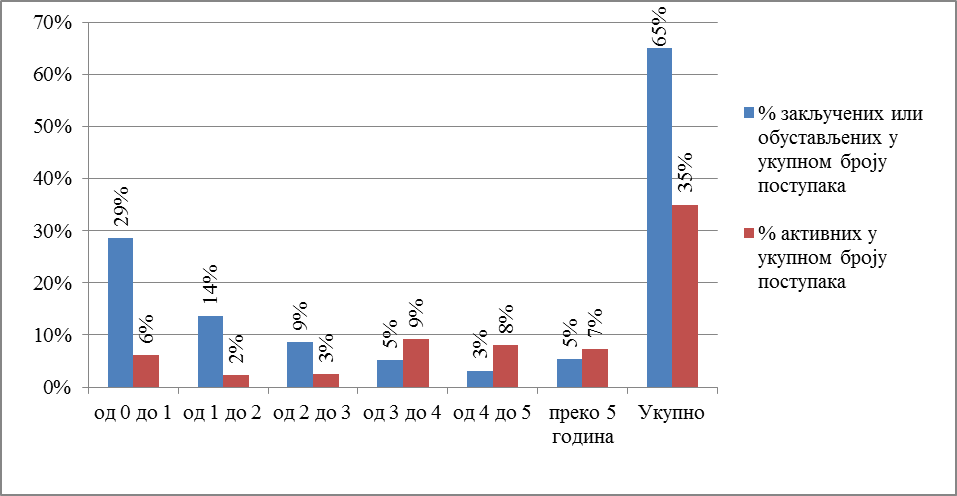 70%
60%
50%
40%
30%
20%
10%
0%
29%
6%
14%
2%
9%
3%
5%
9%
3%
8%
5%
7%
65%
35%
од 0 до 1
од 1 до 2
од 2 до 3
од 3 до 4
од 4 до 5
преко 5
година
Укупно
% закључених или
обустављених у
укупном броју
поступака
% активних у
укупном броју
поступака